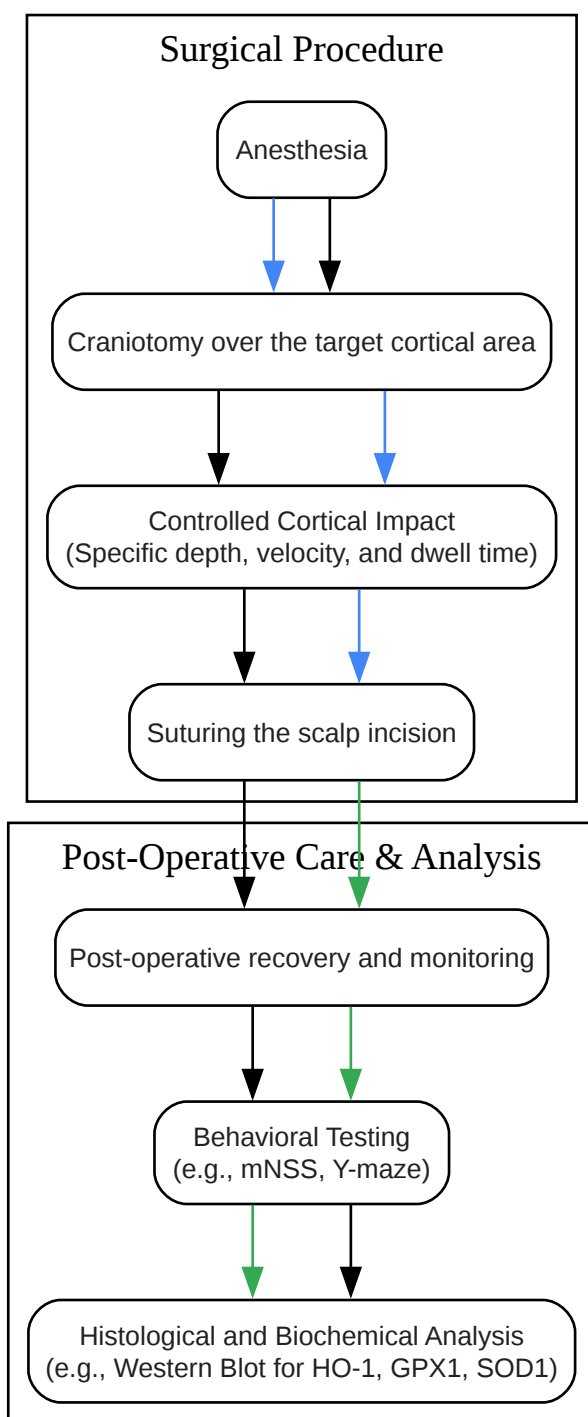 Surgical Procedure
Anesthesia
Craniotomy over the target cortical area
Controlled Cortical Impact
(Specific depth, velocity, and dwell time)
Suturing the scalp incision
Post-Operative Care & Analysis
Post-operative recovery and monitoring
Behavioral Testing
(e.g., mNSS, Y-maze)
Histological and Biochemical Analysis
(e.g., Western Blot for HO-1, GPX1, SOD1)